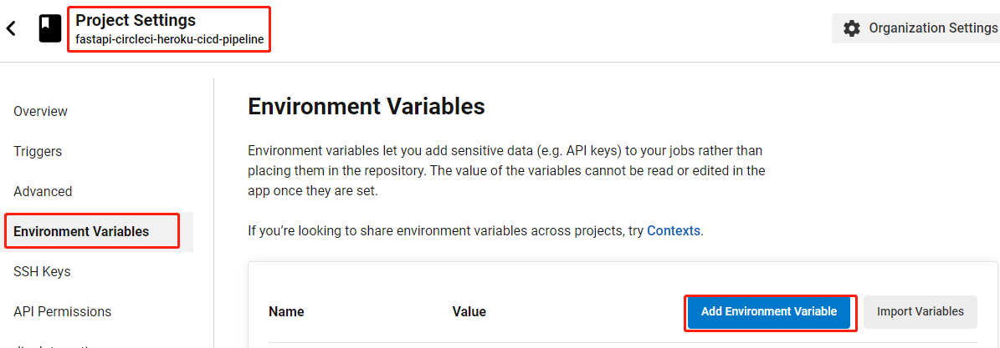 Project Settings
fastapi-circleci-heroku-cicd-pipeline
Organization Settings
Overview
Triggers
Advanced
Environment Variables
SSH Keys
API Permissions
Environment Variables
Environment variables let you add sensitive data (e.g. API keys) to your jobs rather than
placing them in the repository. The value of the variables cannot be read or edited in the
app once they are set.
If you’re looking to share environment variables across projects, try Contexts.
Name Value Add Environment Variable Import Variables